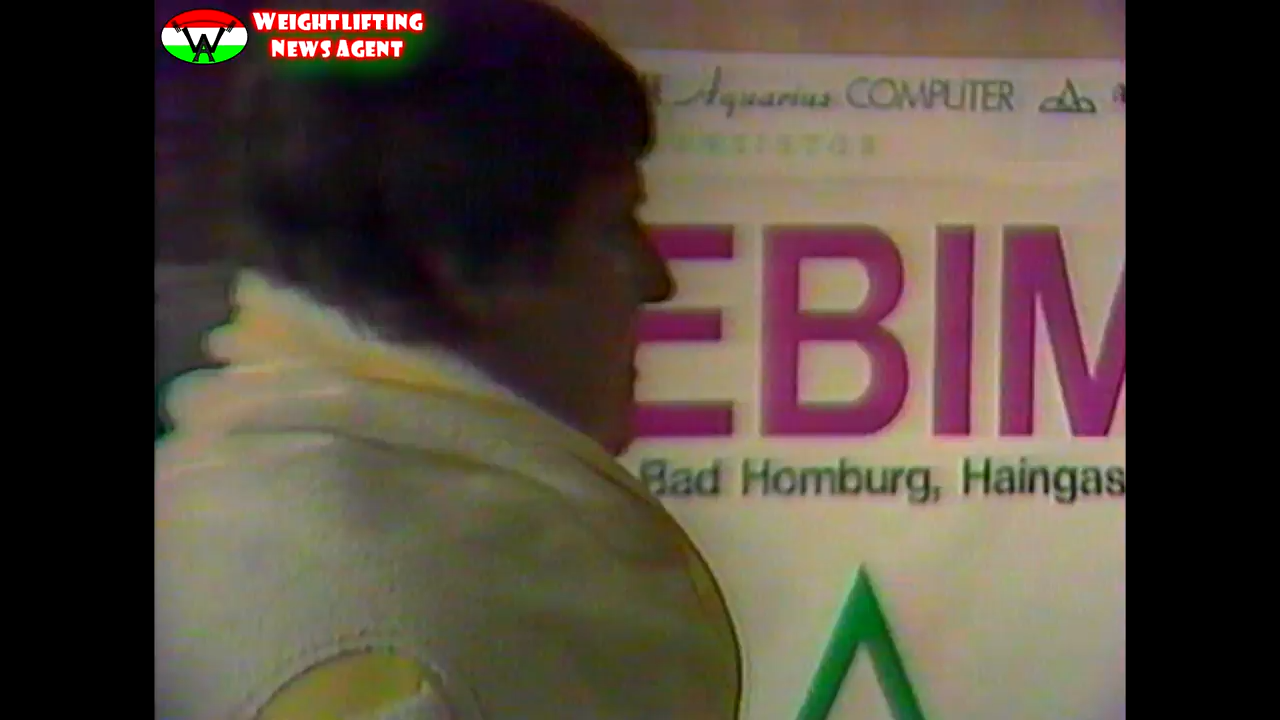 WEIGHTLIFTING
NEWS AGENT
Aquarius COMPUTER
EBIM
Bad Homburg, Haingas